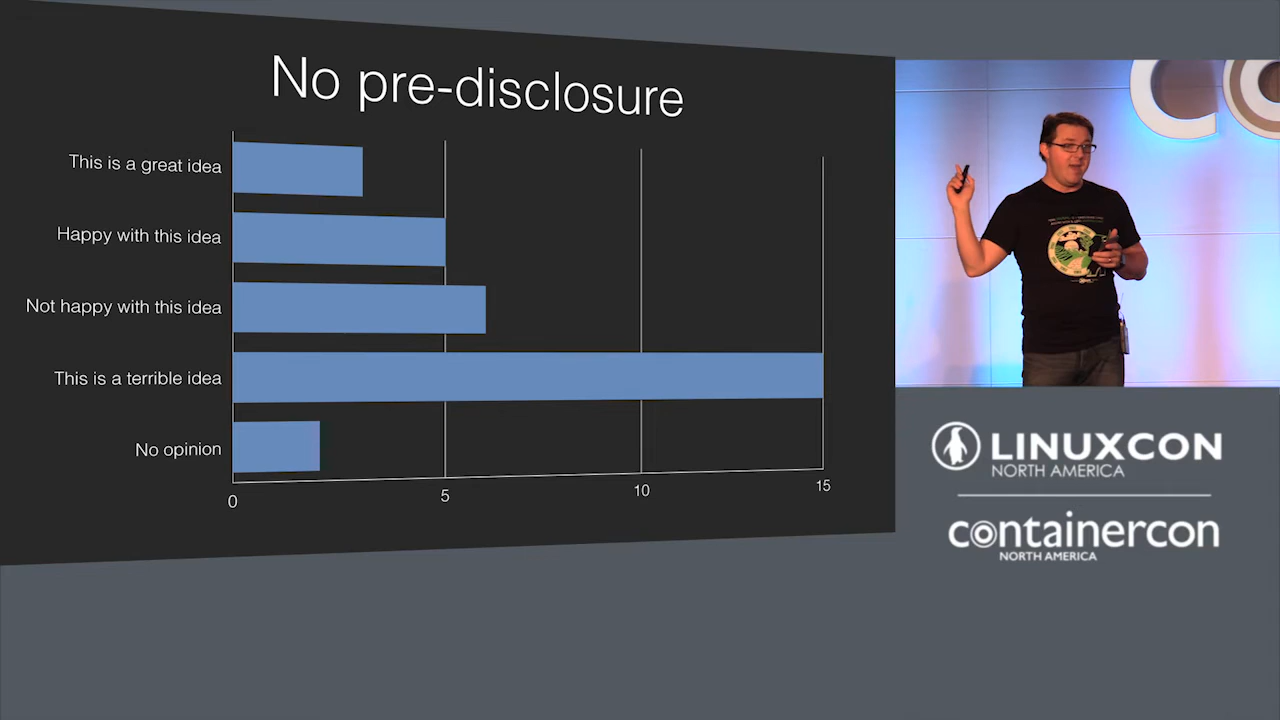 No pre-disclosure
This is a great idea
Happy with this idea
Not happy with this idea
This is a terrible idea
No opinion
0
5
10
15
CO
LINUXCON
NORTH AMERICA
containercon
NORTH AMERICA